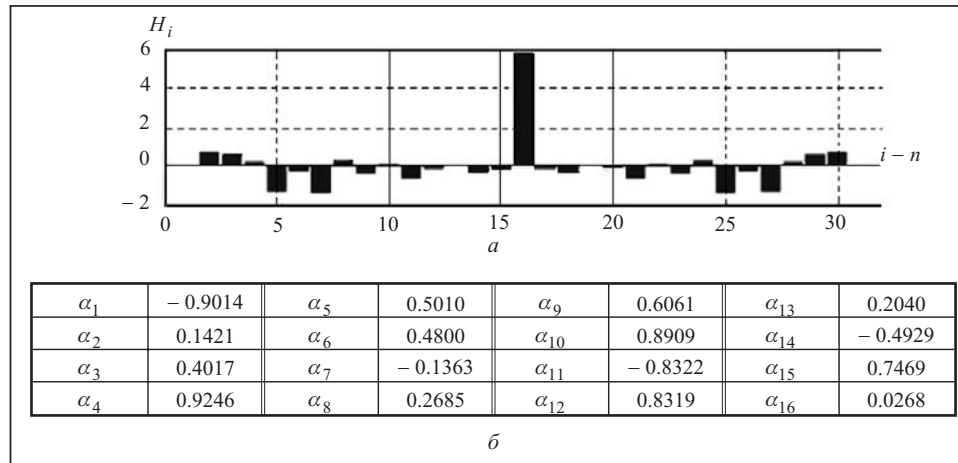 H_i
6
4
2
0
– 2
i – n
0 5 10 15 20 25 30
а
α_1 – 0.9014 α_5 0.5010 α_9 0.6061 α_13 0.2040
α_2 0.1421 α_6 0.4800 α_10 0.8909 α_14 – 0.4929
α_3 0.4017 α_7 – 0.1363 α_11 – 0.8322 α_15 0.7469
α_4 0.9246 α_8 0.2685 α_12 0.8319 α_16 0.0268
б